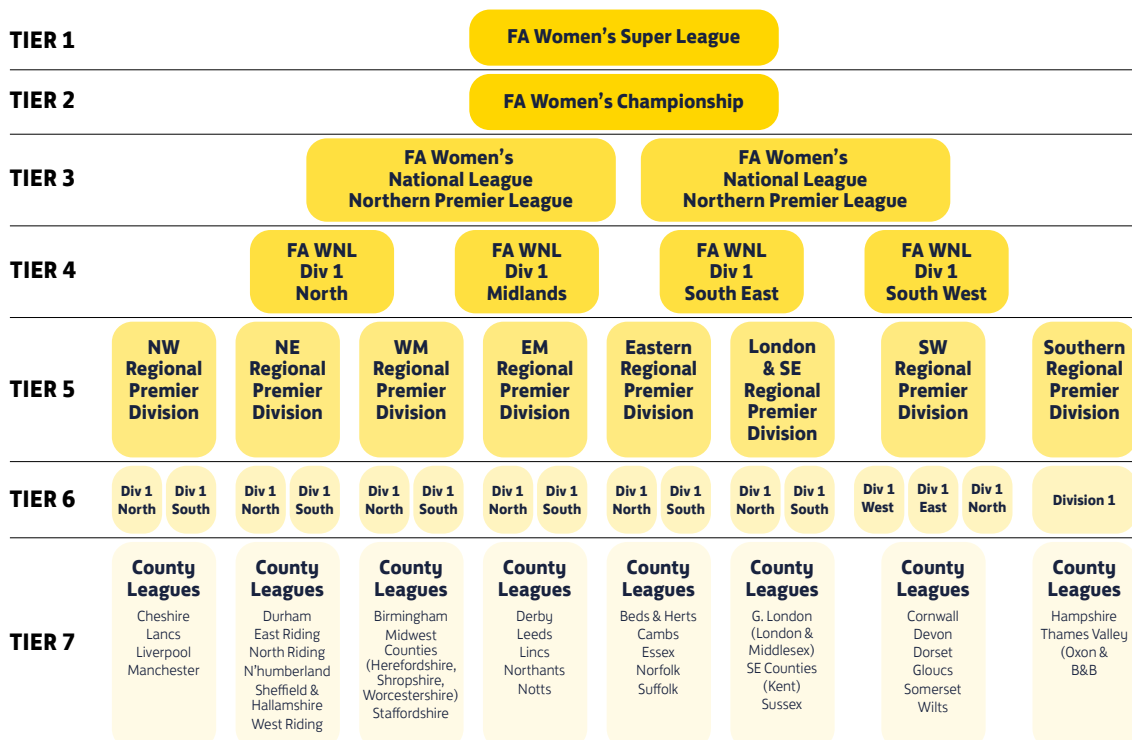 TIER 1
FA Women's Super League
TIER 2
FA Women's Championship
TIER 3
FA Women's
National League
Northern Premier League
FA Women's
National League
Northern Premier League
TIER 4
FA WNL
Div 1
North
FA WNL
Div 1
Midlands
FA WNL
Div 1
South East
FA WNL
Div 1
South West
TIER 5
NW
Regional
Premier
Division
NE
Regional
Premier
Division
WM
Regional
Premier
Division
EM
Regional
Premier
Division
Eastern
Regional
Premier
Division
London
& SE
Regional
Premier
Division
SW
Regional
Premier
Division
Southern
Regional
Premier
Division
TIER 6
Div 1
North
Div 1
South
Div 1
North
Div 1
South
Div 1
North
Div 1
South
Div 1
North
Div 1
South
Div 1
North
Div 1
South
Div 1
North
Div 1
South
Div 1
West
Div 1
East
Div 1
North
Division 1
TIER 7
County
Leagues
Cheshire
Lancs
Liverpool
Manchester
County
Leagues
Durham
East Riding
North Riding
N'humberland
Sheffield &
Hallamshire
West Riding
County
Leagues
Birmingham
Midwest
Counties
(Herefordshire,
Shropshire,
Worcestershire)
Staffordshire
County
Leagues
Derby
Leeds
Lincs
Northants
Notts
County
Leagues
Beds & Herts
Cambs
Essex
Norfolk
Suffolk
County
Leagues
G. London
(London &
Middlesex)
SE Counties
(Kent)
Sussex
County
Leagues
Cornwall
Devon
Dorset
Gloucs
Somerset
Wilts
County
Leagues
Hampshire
Thames Valley
(Oxon &
B&B